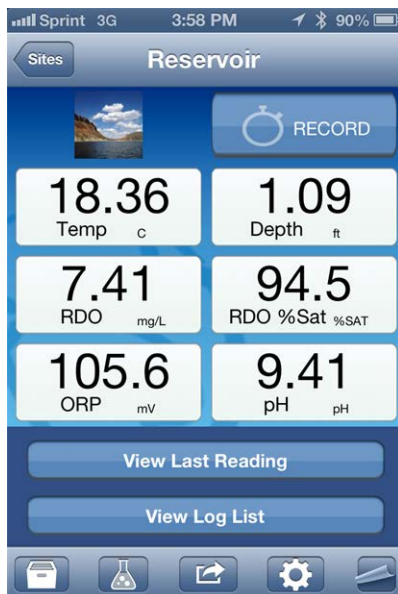 Sprint 3G 3:58 PM 90%
Sites Reservoir
RECORD
18.36 1.09
Temp C Depth ft
7.41 94.5
RDO mg/L RDO %Sat %SAT
105.6 9.41
ORP mV pH pH
View Last Reading
View Log List